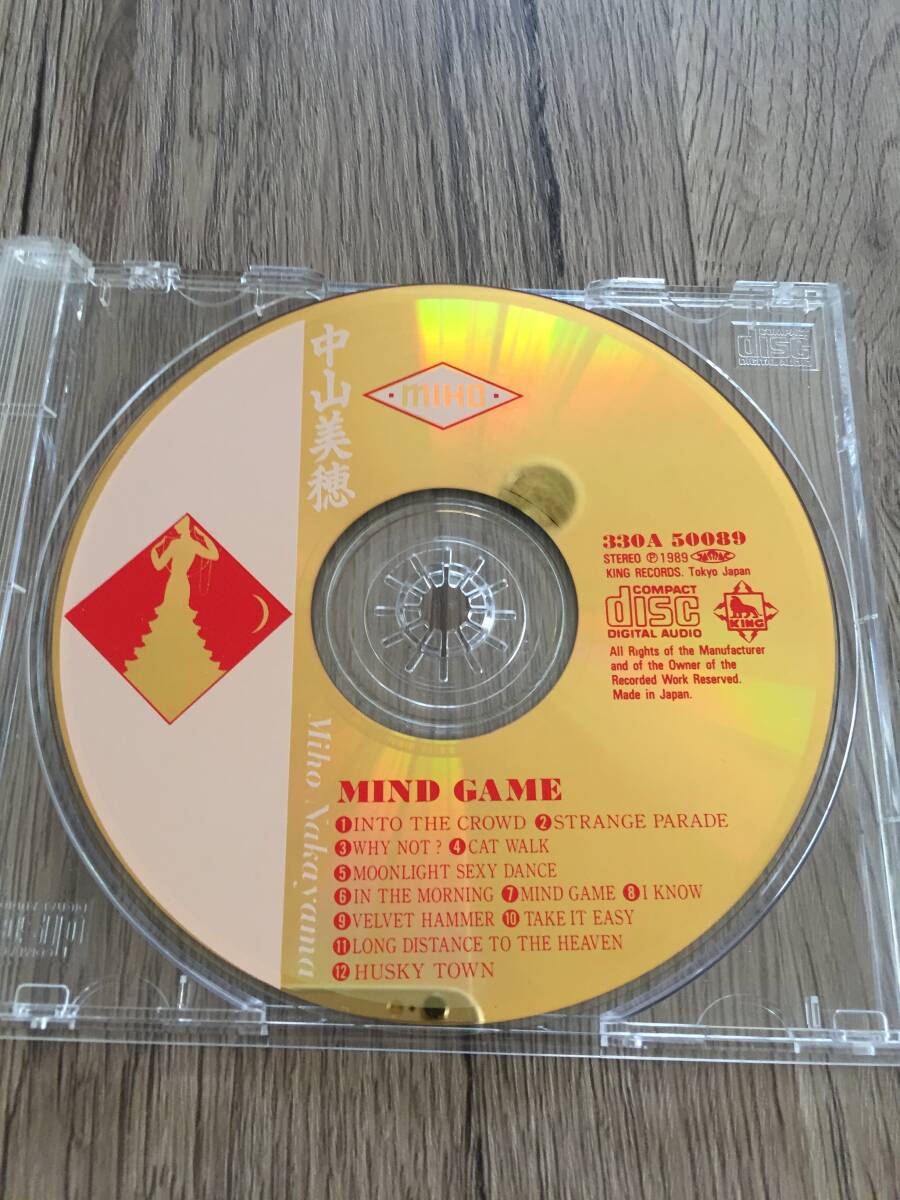 中山美穂
MIHO
330A 50089
STEREO Ⓟ1989 JASRAC
KING RECORDS. Tokyo Japan
COMPACT
disc
DIGITAL AUDIO
KING
All Rights of the Manufacturer
and of the Owner of the
Recorded Work Reserved.
Made in Japan.
Miho Nakayama
MIND GAME
❶INTO THE CROWD ❷STRANGE PARADE
❸WHY NOT? ❹CAT WALK
❺MOONLIGHT SEXY DANCE
❻IN THE MORNING ❼MIND GAME ❽I KNOW
❾VELVET HAMMER ❿TAKE IT EASY
⓫LONG DISTANCE TO THE HEAVEN
⓬HUSKY TOWN
COMPACT
disc
DIGITAL AUDIO